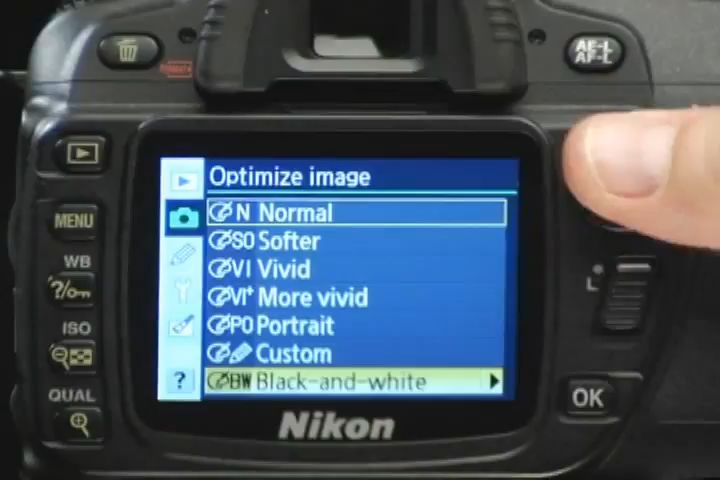 AE-L
AF-L
MENU
WB
?/
ISO
QUAL
Optimize image
N Normal
SO Softer
VI Vivid
VI+ More vivid
PO Portrait
Custom
?
BW Black-and-white
L
OK
Nikon